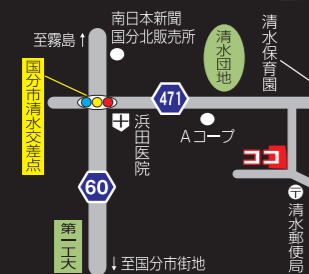 南日本新聞
国分北販売所
至霧島↑
清水団地
清水保育園
国分市清水交差点
471
浜田医院
Aコープ
ココ
60
〒
清水郵便局
第一工大
↓至国分市街地